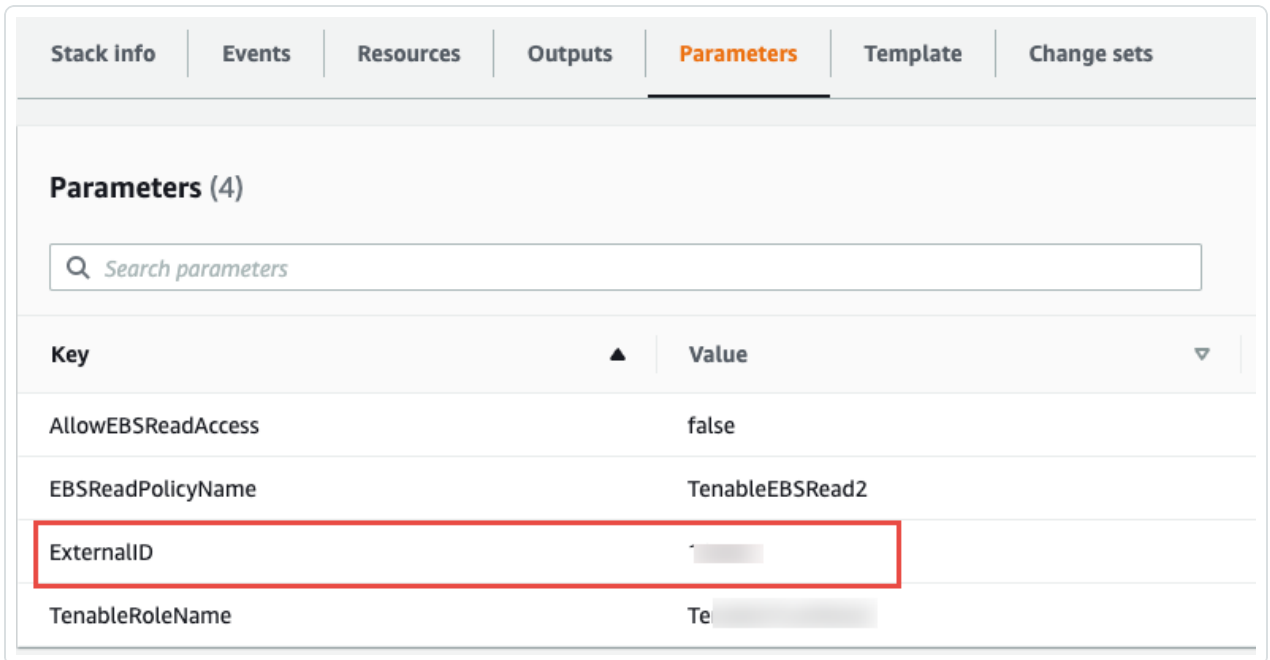 Stack info Events Resources Outputs Parameters Template Change sets
Parameters (4)
Search parameters
Key Value
AllowEBSReadAccess false
EBSReadPolicyName TenableEBSRead2
ExternalID
TenableRoleName